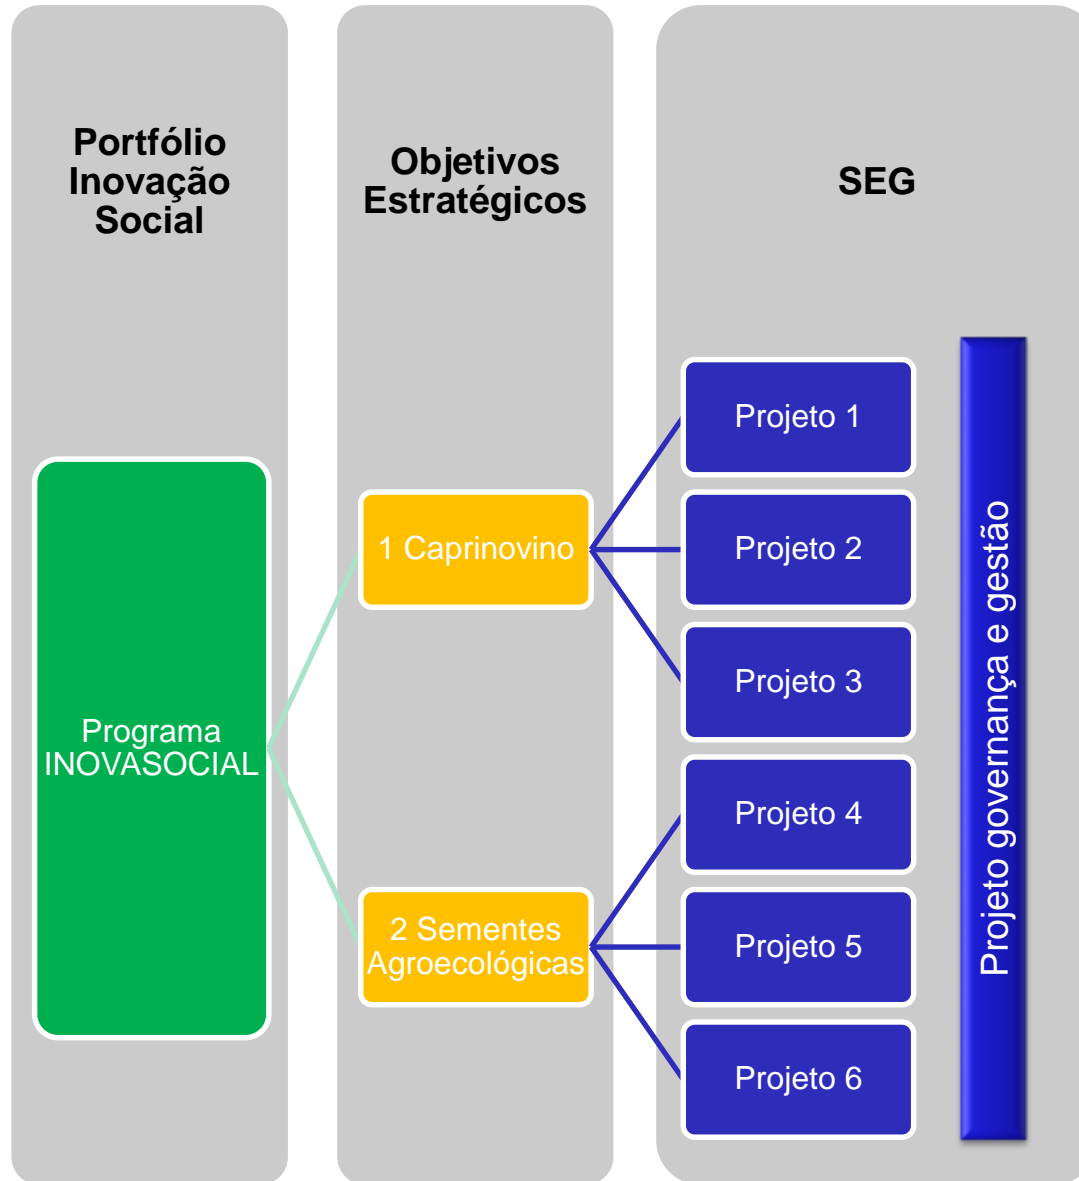 Portfólio
Inovação
Social
Objetivos
Estratégicos
SEG
Programa
INOVASOCIAL
1 Caprinovino
2 Sementes
Agroecológicas
Projeto 1
Projeto 2
Projeto 3
Projeto 4
Projeto 5
Projeto 6
Projeto governança e gestão